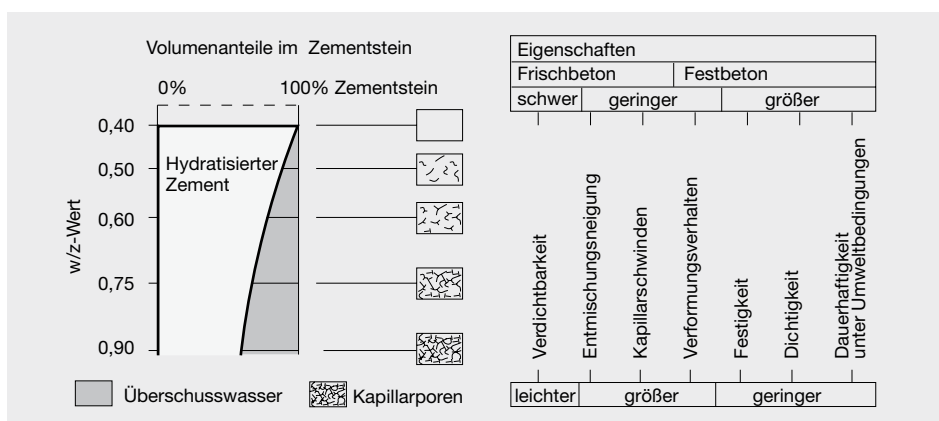 Volumenanteile im Zementstein
0% 100% Zementstein
w/z-Wert
0,40
0,50
0,60
0,75
0,90
Hydratisierter
Zement
Überschusswasser
Kapillarporen
Eigenschaften
Frischbeton Festbeton
schwer geringer größer
Verdichtbarkeit
Entmischungsneigung
Kapillarschwinden
Verformungsverhalten
Festigkeit
Dichtigkeit
Dauerhaftigkeit
unter Umweltbedingungen
leichter größer geringer